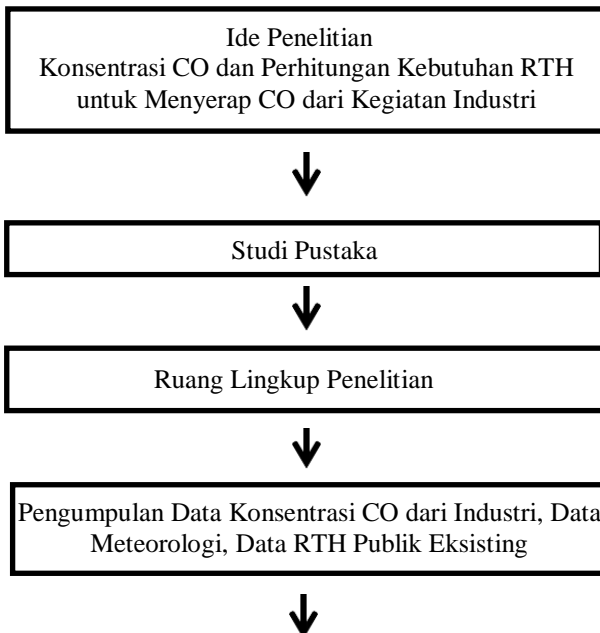 Ide Penelitian
Konsentrasi CO dan Perhitungan Kebutuhan RTH
untuk Menyerap CO dari Kegiatan Industri
Studi Pustaka
Ruang Lingkup Penelitian
Pengumpulan Data Konsentrasi CO dari Industri, Data
Meteorologi, Data RTH Publik Eksisting